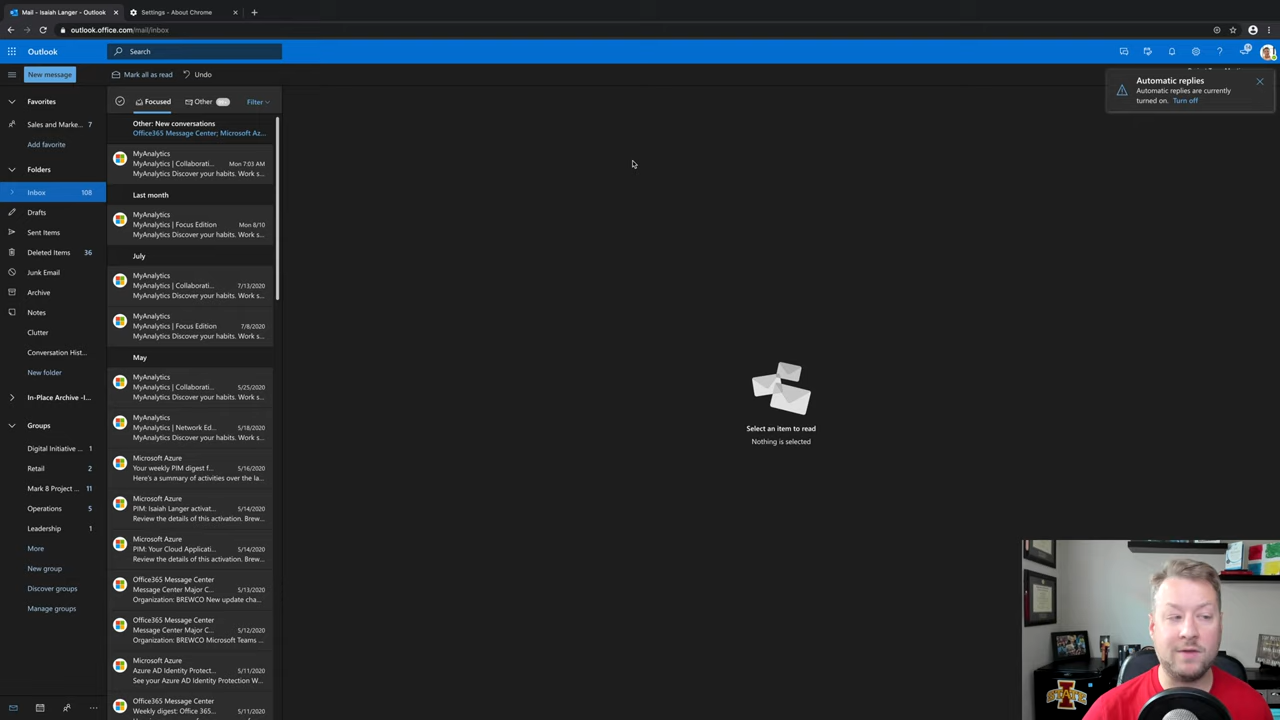 Mail - Isaiah Langer - Outlook
Settings - About Chrome
outlook.office.com/mail/inbox
Outlook
Search
New message
Mark all as read
Undo
Automatic replies
Automatic replies are currently
turned on. Turn off
Favorites
Sales and Marke... 7
Add favorite
Folders
Inbox 108
Drafts
Sent Items
Deleted Items 36
Junk Email
Archive
Notes
Clutter
Conversation Hist...
New folder
In-Place Archive -I...
Groups
Digital Initiative ... 1
Retail 2
Mark 8 Project ... 11
Operations 5
Leadership 1
More
New group
Discover groups
Manage groups
Focused
Other
Filter
Other: New conversations
Office365 Message Center; Microsoft Az...
MyAnalytics
MyAnalytics | Collaborati... Mon 7:03 AM
MyAnalytics Discover your habits. Work s...
Last month
MyAnalytics
MyAnalytics | Focus Edition Mon 8/10
MyAnalytics Discover your habits. Work s...
July
MyAnalytics
MyAnalytics | Collaborati... 7/13/2020
MyAnalytics Discover your habits. Work s...
MyAnalytics
MyAnalytics | Focus Edition 7/8/2020
MyAnalytics Discover your habits. Work s...
May
MyAnalytics
MyAnalytics | Collaborati... 5/25/2020
MyAnalytics Discover your habits. Work s...
MyAnalytics
MyAnalytics | Network Ed... 5/18/2020
MyAnalytics Discover your habits. Work s...
Microsoft Azure
Your weekly PIM digest f... 5/16/2020
Here's a summary of activities over the la...
Microsoft Azure
PIM: Isaiah Langer activat... 5/14/2020
Review the details of this activation. Brew...
Microsoft Azure
PIM: Your Cloud Applicati... 5/14/2020
Review the details of this activation. Brew...
Office365 Message Center
Message Center Major C... 5/13/2020
Organization: BREWCO New update cha...
Office365 Message Center
Message Center Major C... 5/12/2020
Organization: BREWCO Microsoft Teams ...
Microsoft Azure
Azure AD Identity Protect... 5/11/2020
See your Azure AD Identity Protection W...
Office365 Message Center
Weekly digest: Office 365... 5/11/2020
Select an item to read
Nothing is selected
STATE